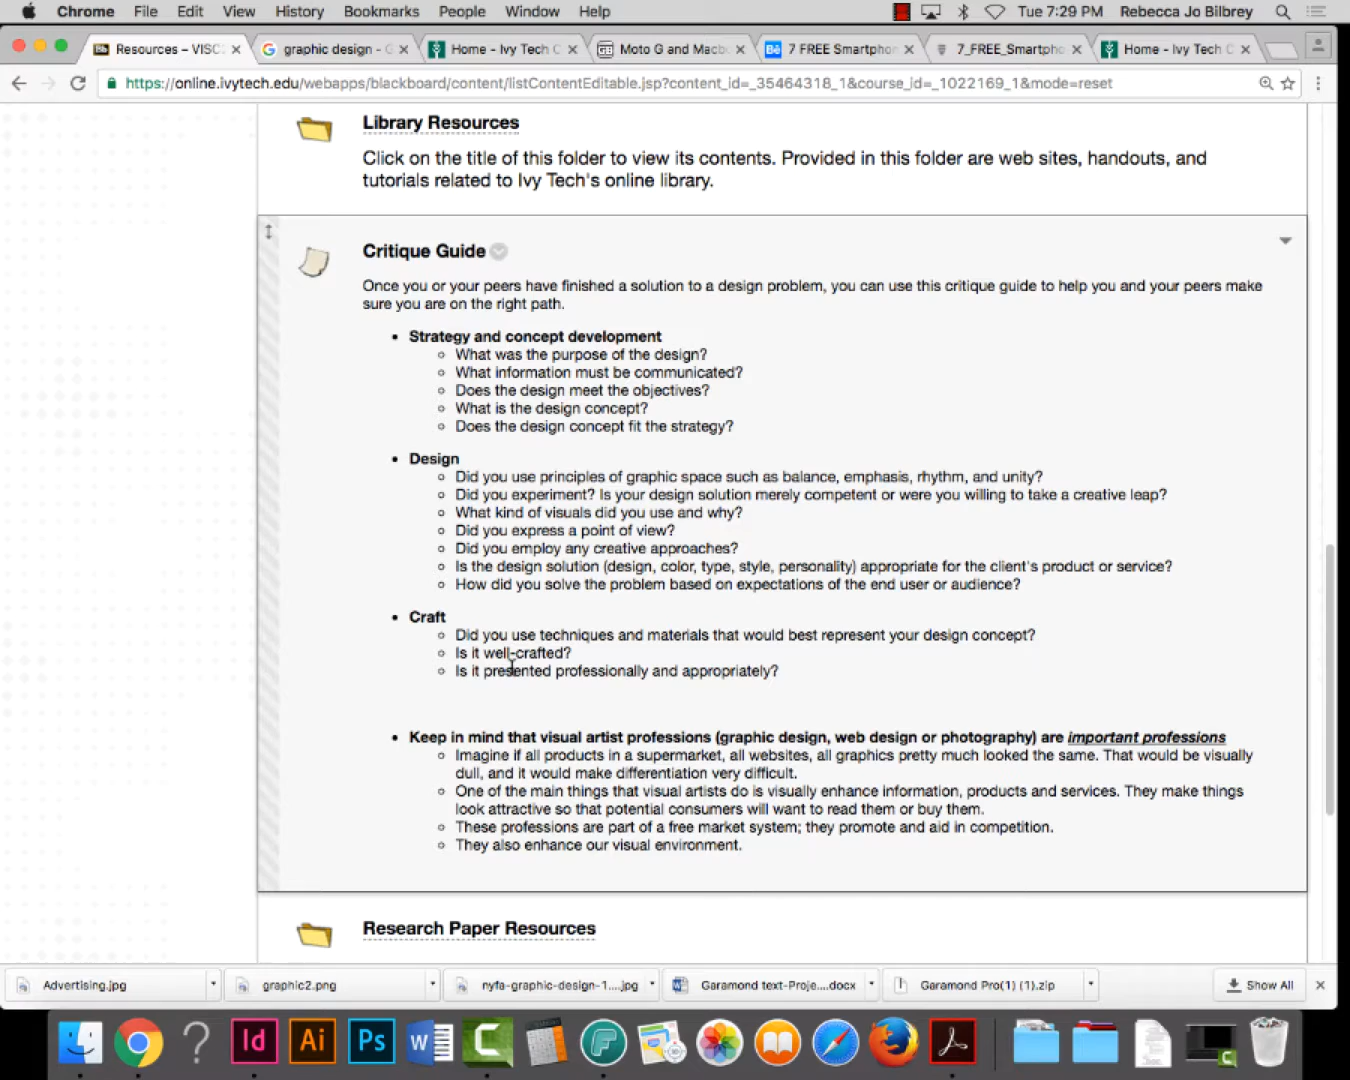 Chrome File Edit View History Bookmarks People Window Help Tue 7:29 PM Rebecca Jo Bilbrey
Resources – VISC: graphic design - G Home - Ivy Tech C Moto G and Macb 7 FREE Smartphon 7_FREE_Smartpho Home - Ivy Tech C
https://online.ivytech.edu/webapps/blackboard/content/listContentEditable.jsp?content_id=_35464318_1&course_id=_1022169_1&mode=reset
Library Resources
Click on the title of this folder to view its contents. Provided in this folder are web sites, handouts, and
tutorials related to Ivy Tech's online library.
Critique Guide
Once you or your peers have finished a solution to a design problem, you can use this critique guide to help you and your peers make
sure you are on the right path.
Strategy and concept development
What was the purpose of the design?
What information must be communicated?
Does the design meet the objectives?
What is the design concept?
Does the design concept fit the strategy?
Design
Did you use principles of graphic space such as balance, emphasis, rhythm, and unity?
Did you experiment? Is your design solution merely competent or were you willing to take a creative leap?
What kind of visuals did you use and why?
Did you express a point of view?
Did you employ any creative approaches?
Is the design solution (design, color, type, style, personality) appropriate for the client's product or service?
How did you solve the problem based on expectations of the end user or audience?
Craft
Did you use techniques and materials that would best represent your design concept?
Is it well-crafted?
Is it presented professionally and appropriately?
Keep in mind that visual artist professions (graphic design, web design or photography) are important professions
Imagine if all products in a supermarket, all websites, all graphics pretty much looked the same. That would be visually
dull, and it would make differentiation very difficult.
One of the main things that visual artists do is visually enhance information, products and services. They make things
look attractive so that potential consumers will want to read them or buy them.
These professions are part of a free market system; they promote and aid in competition.
They also enhance our visual environment.
Research Paper Resources
Advertising.jpg graphic2.png nyfa-graphic-design-1....jpg Garamond text-Proje....docx Garamond Pro(1) (1).zip Show All
Id Ai Ps W C